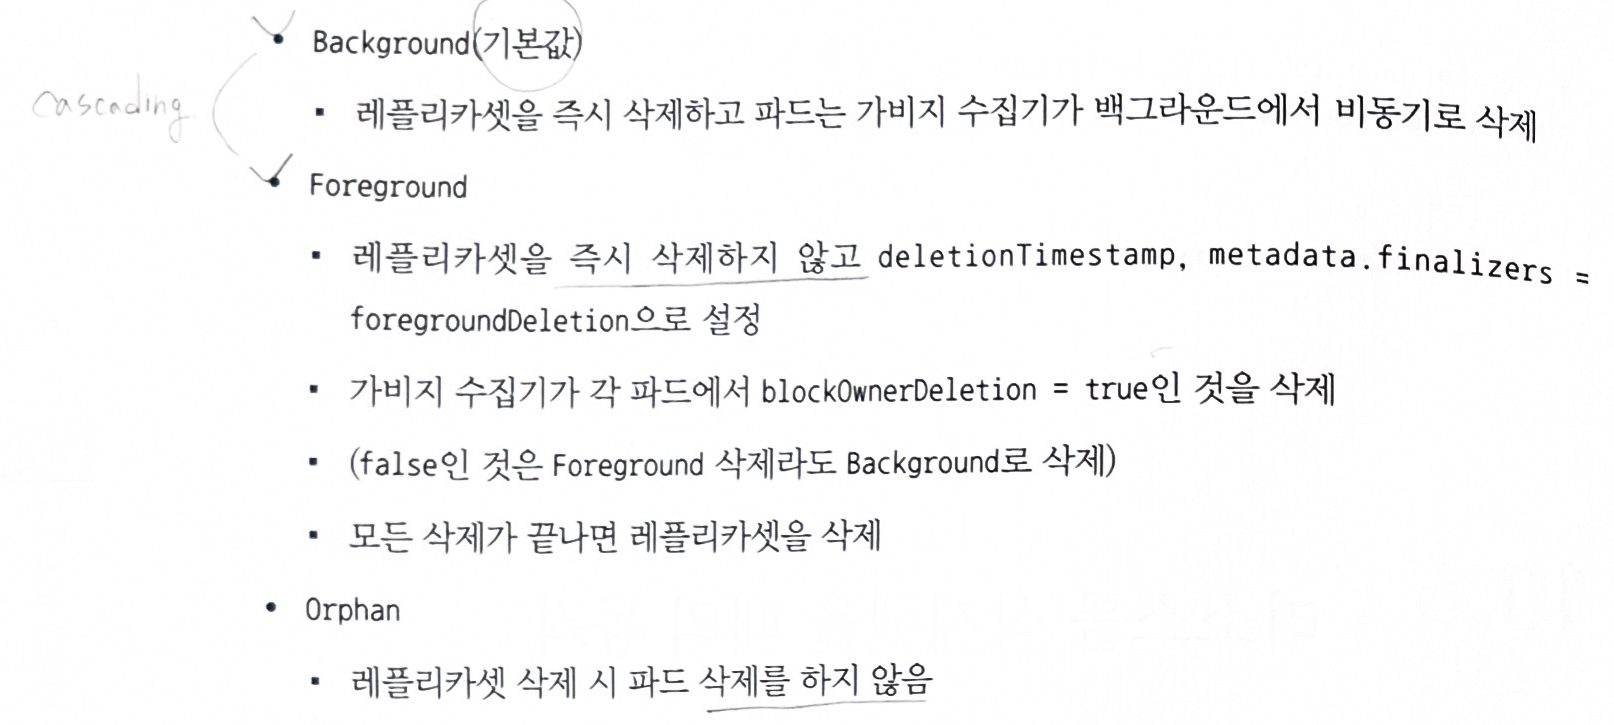 • Background(기본값)
cascading
▪ 레플리카셋을 즉시 삭제하고 파드는 가비지 수집기가 백그라운드에서 비동기로 삭제
• Foreground
▪ 레플리카셋을 즉시 삭제하지 않고 deletionTimestamp, metadata.finalizers =
foregroundDeletion으로 설정
▪ 가비지 수집기가 각 파드에서 blockOwnerDeletion = true인 것을 삭제
▪ (false인 것은 Foreground 삭제라도 Background로 삭제)
▪ 모든 삭제가 끝나면 레플리카셋을 삭제
• Orphan
▪ 레플리카셋 삭제 시 파드 삭제를 하지 않음